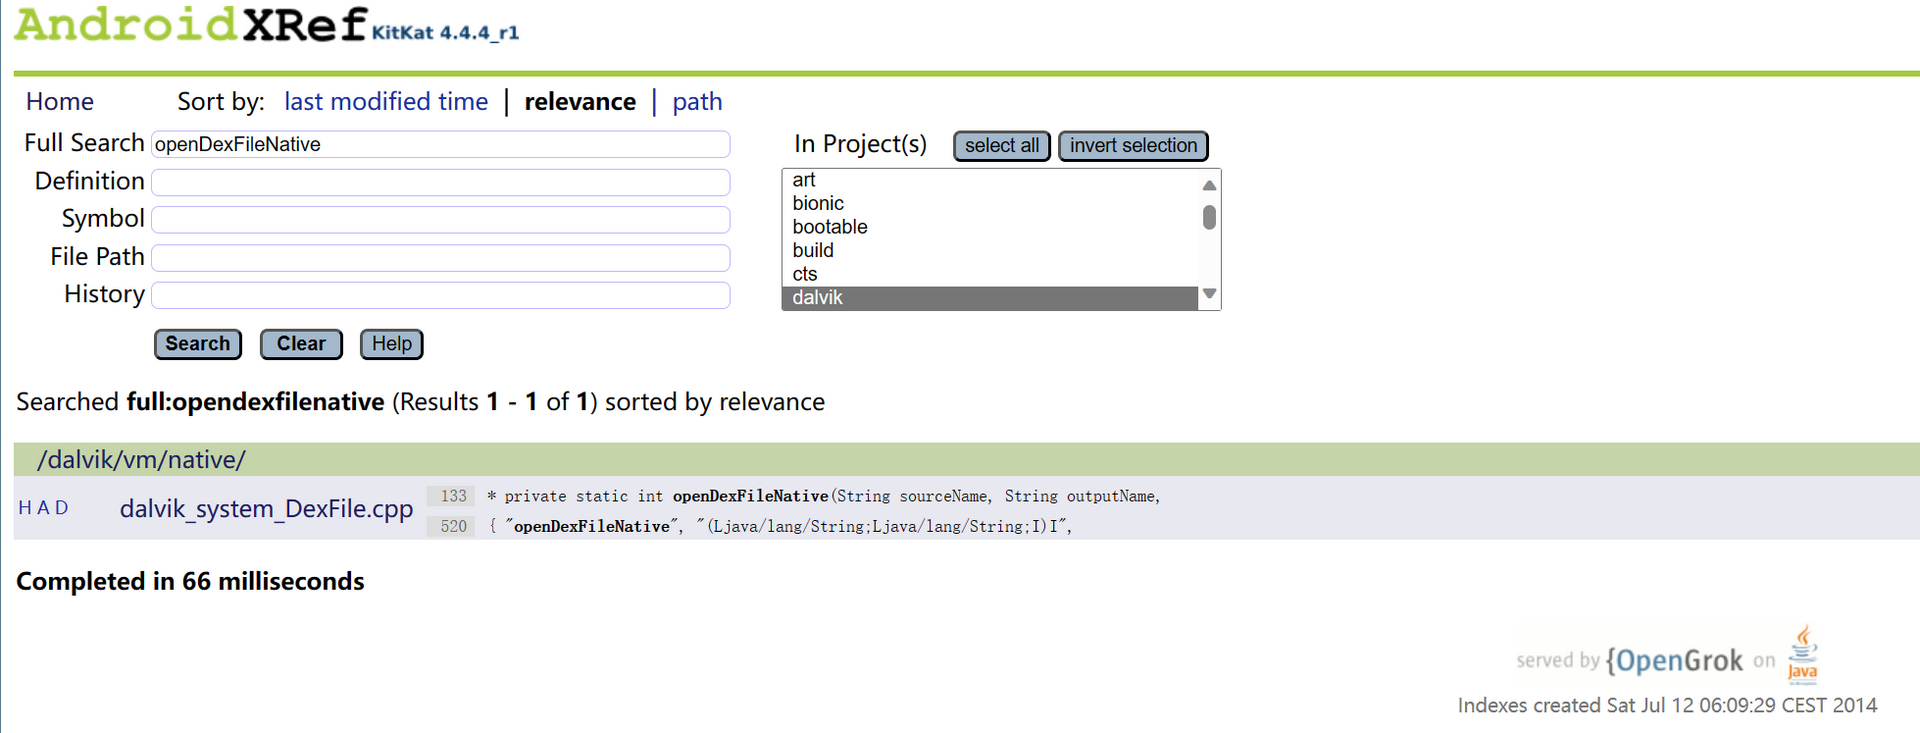 AndroidXRef KitKat 4.4.4_r1
Home Sort by: last modified time | relevance | path
Full Search openDexFileNative
Definition
Symbol
File Path
History
Search Clear Help
In Project(s) select all invert selection
art
bionic
bootable
build
cts
dalvik
Searched full:opendexfilenative (Results 1 - 1 of 1) sorted by relevance
/dalvik/vm/native/
H A D dalvik_system_DexFile.cpp
133 * private static int openDexFileNative(String sourceName, String outputName,
520 { "openDexFileNative", "(Ljava/lang/String;Ljava/lang/String;I)I",
Completed in 66 milliseconds
served by {OpenGrok on Java
Indexes created Sat Jul 12 06:09:29 CEST 2014